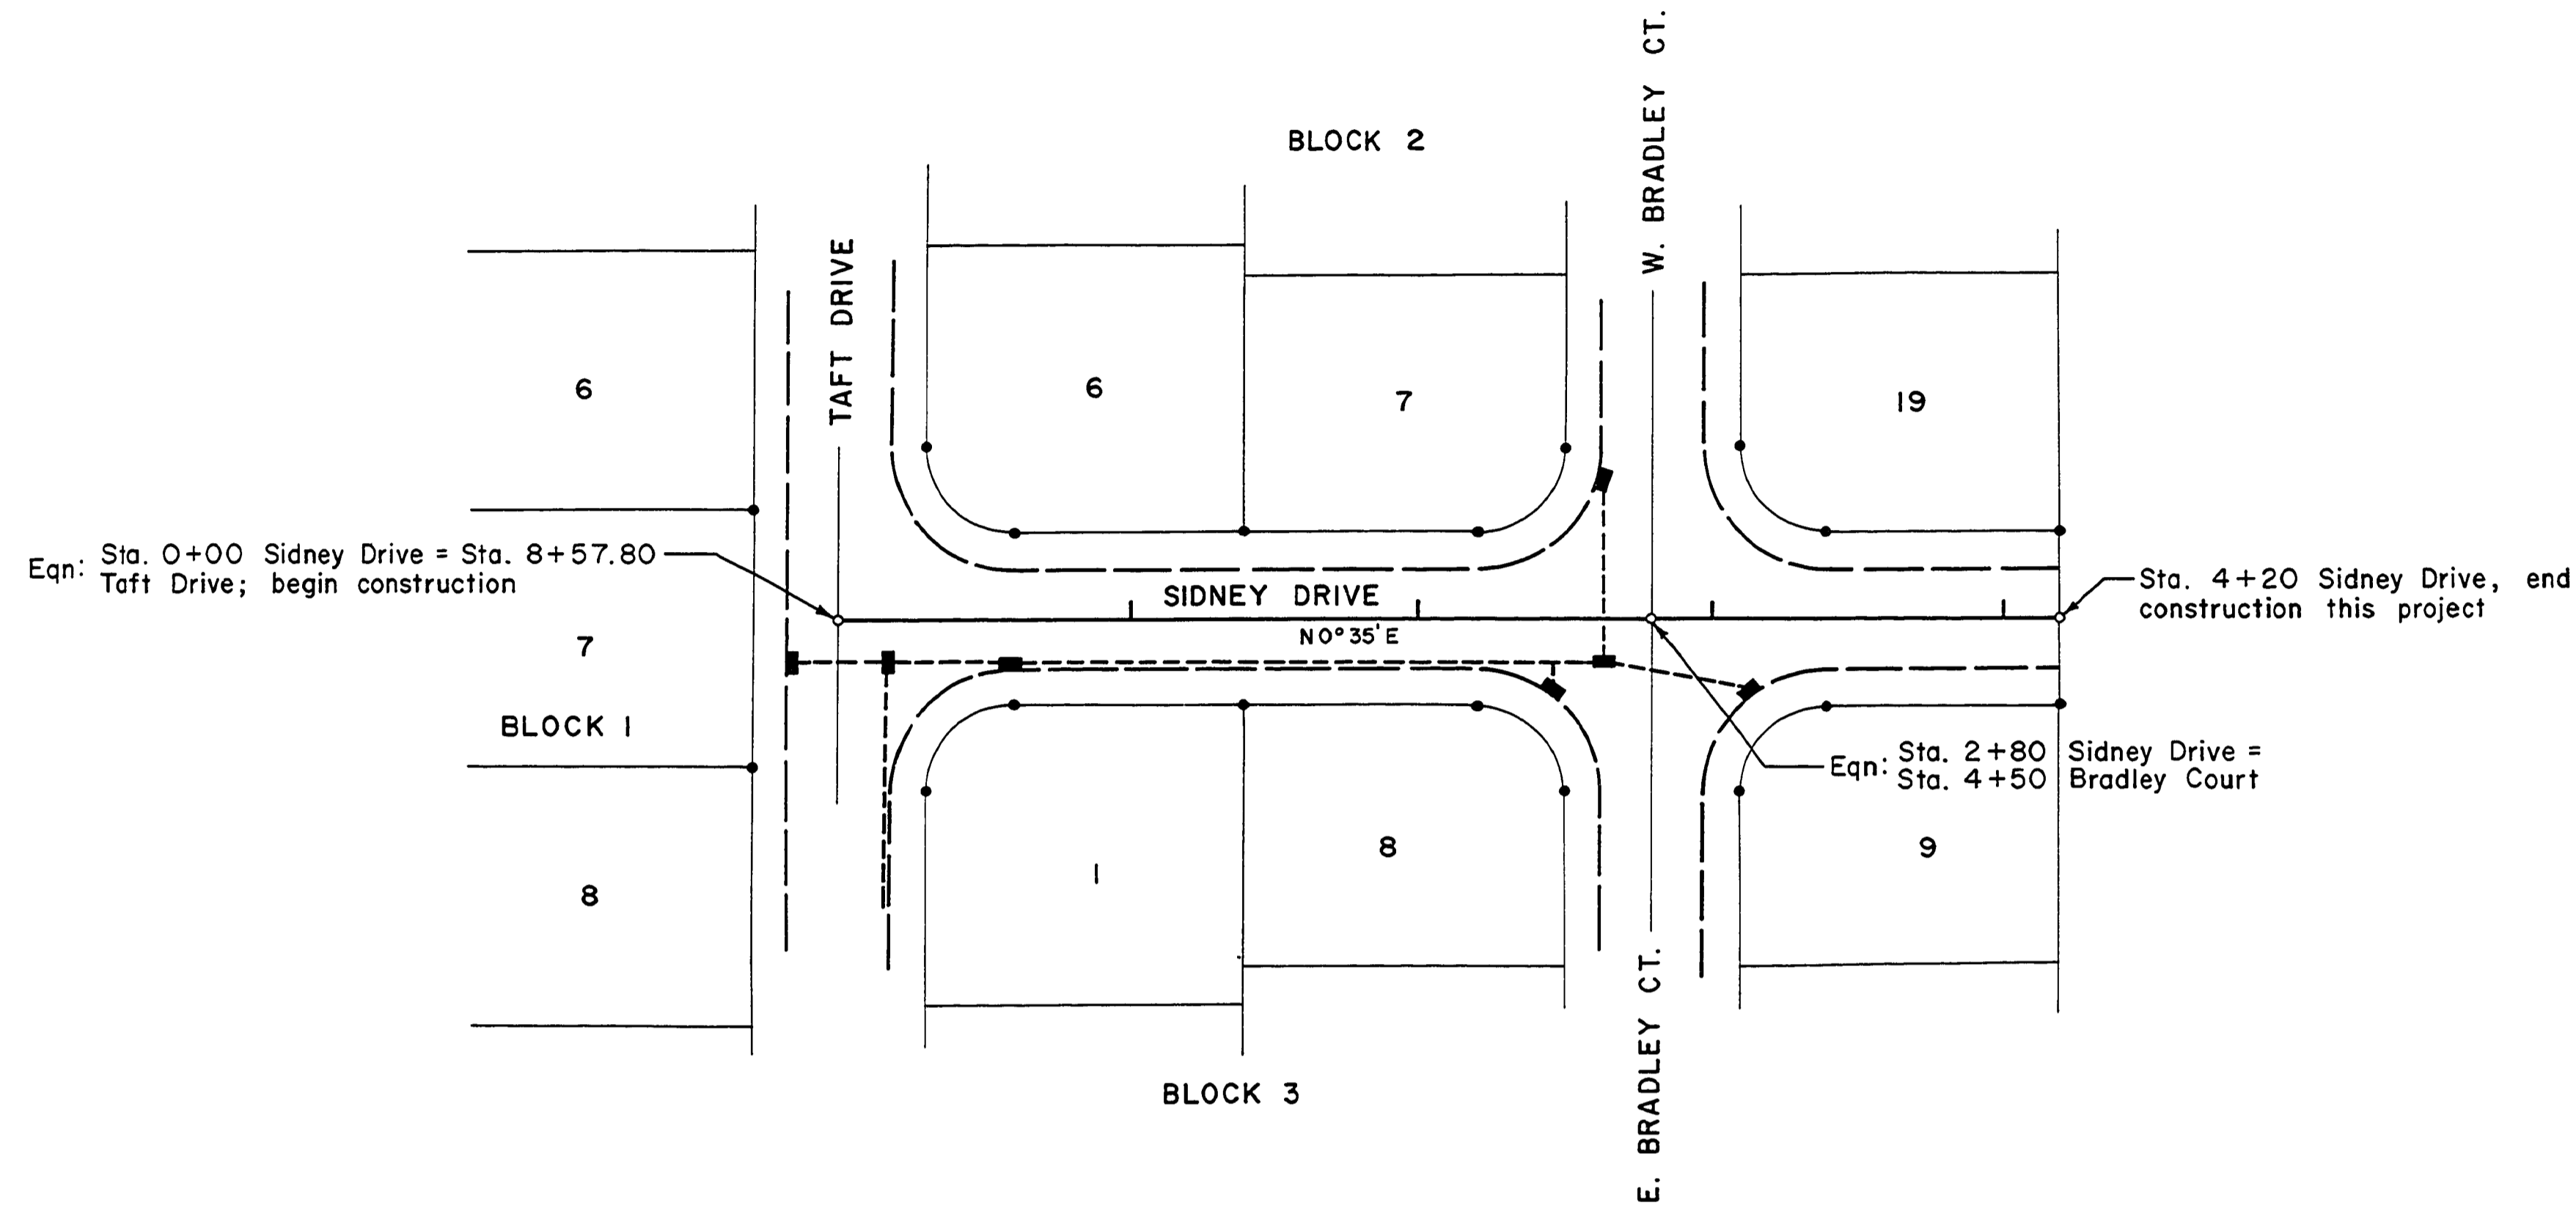 BLOCK 2
W. BRADLEY CT.
TAFT DRIVE
6
6
7
19
Eqn: Sta. 0+00 Sidney Drive = Sta. 8+57.80
Taft Drive; begin construction
SIDNEY DRIVE
N 0° 35' E
Sta. 4+20 Sidney Drive, end
construction this project
7
BLOCK 1
Eqn: Sta. 2+80 Sidney Drive =
Sta. 4+50 Bradley Court
8
1
8
9
E. BRADLEY CT.
BLOCK 3